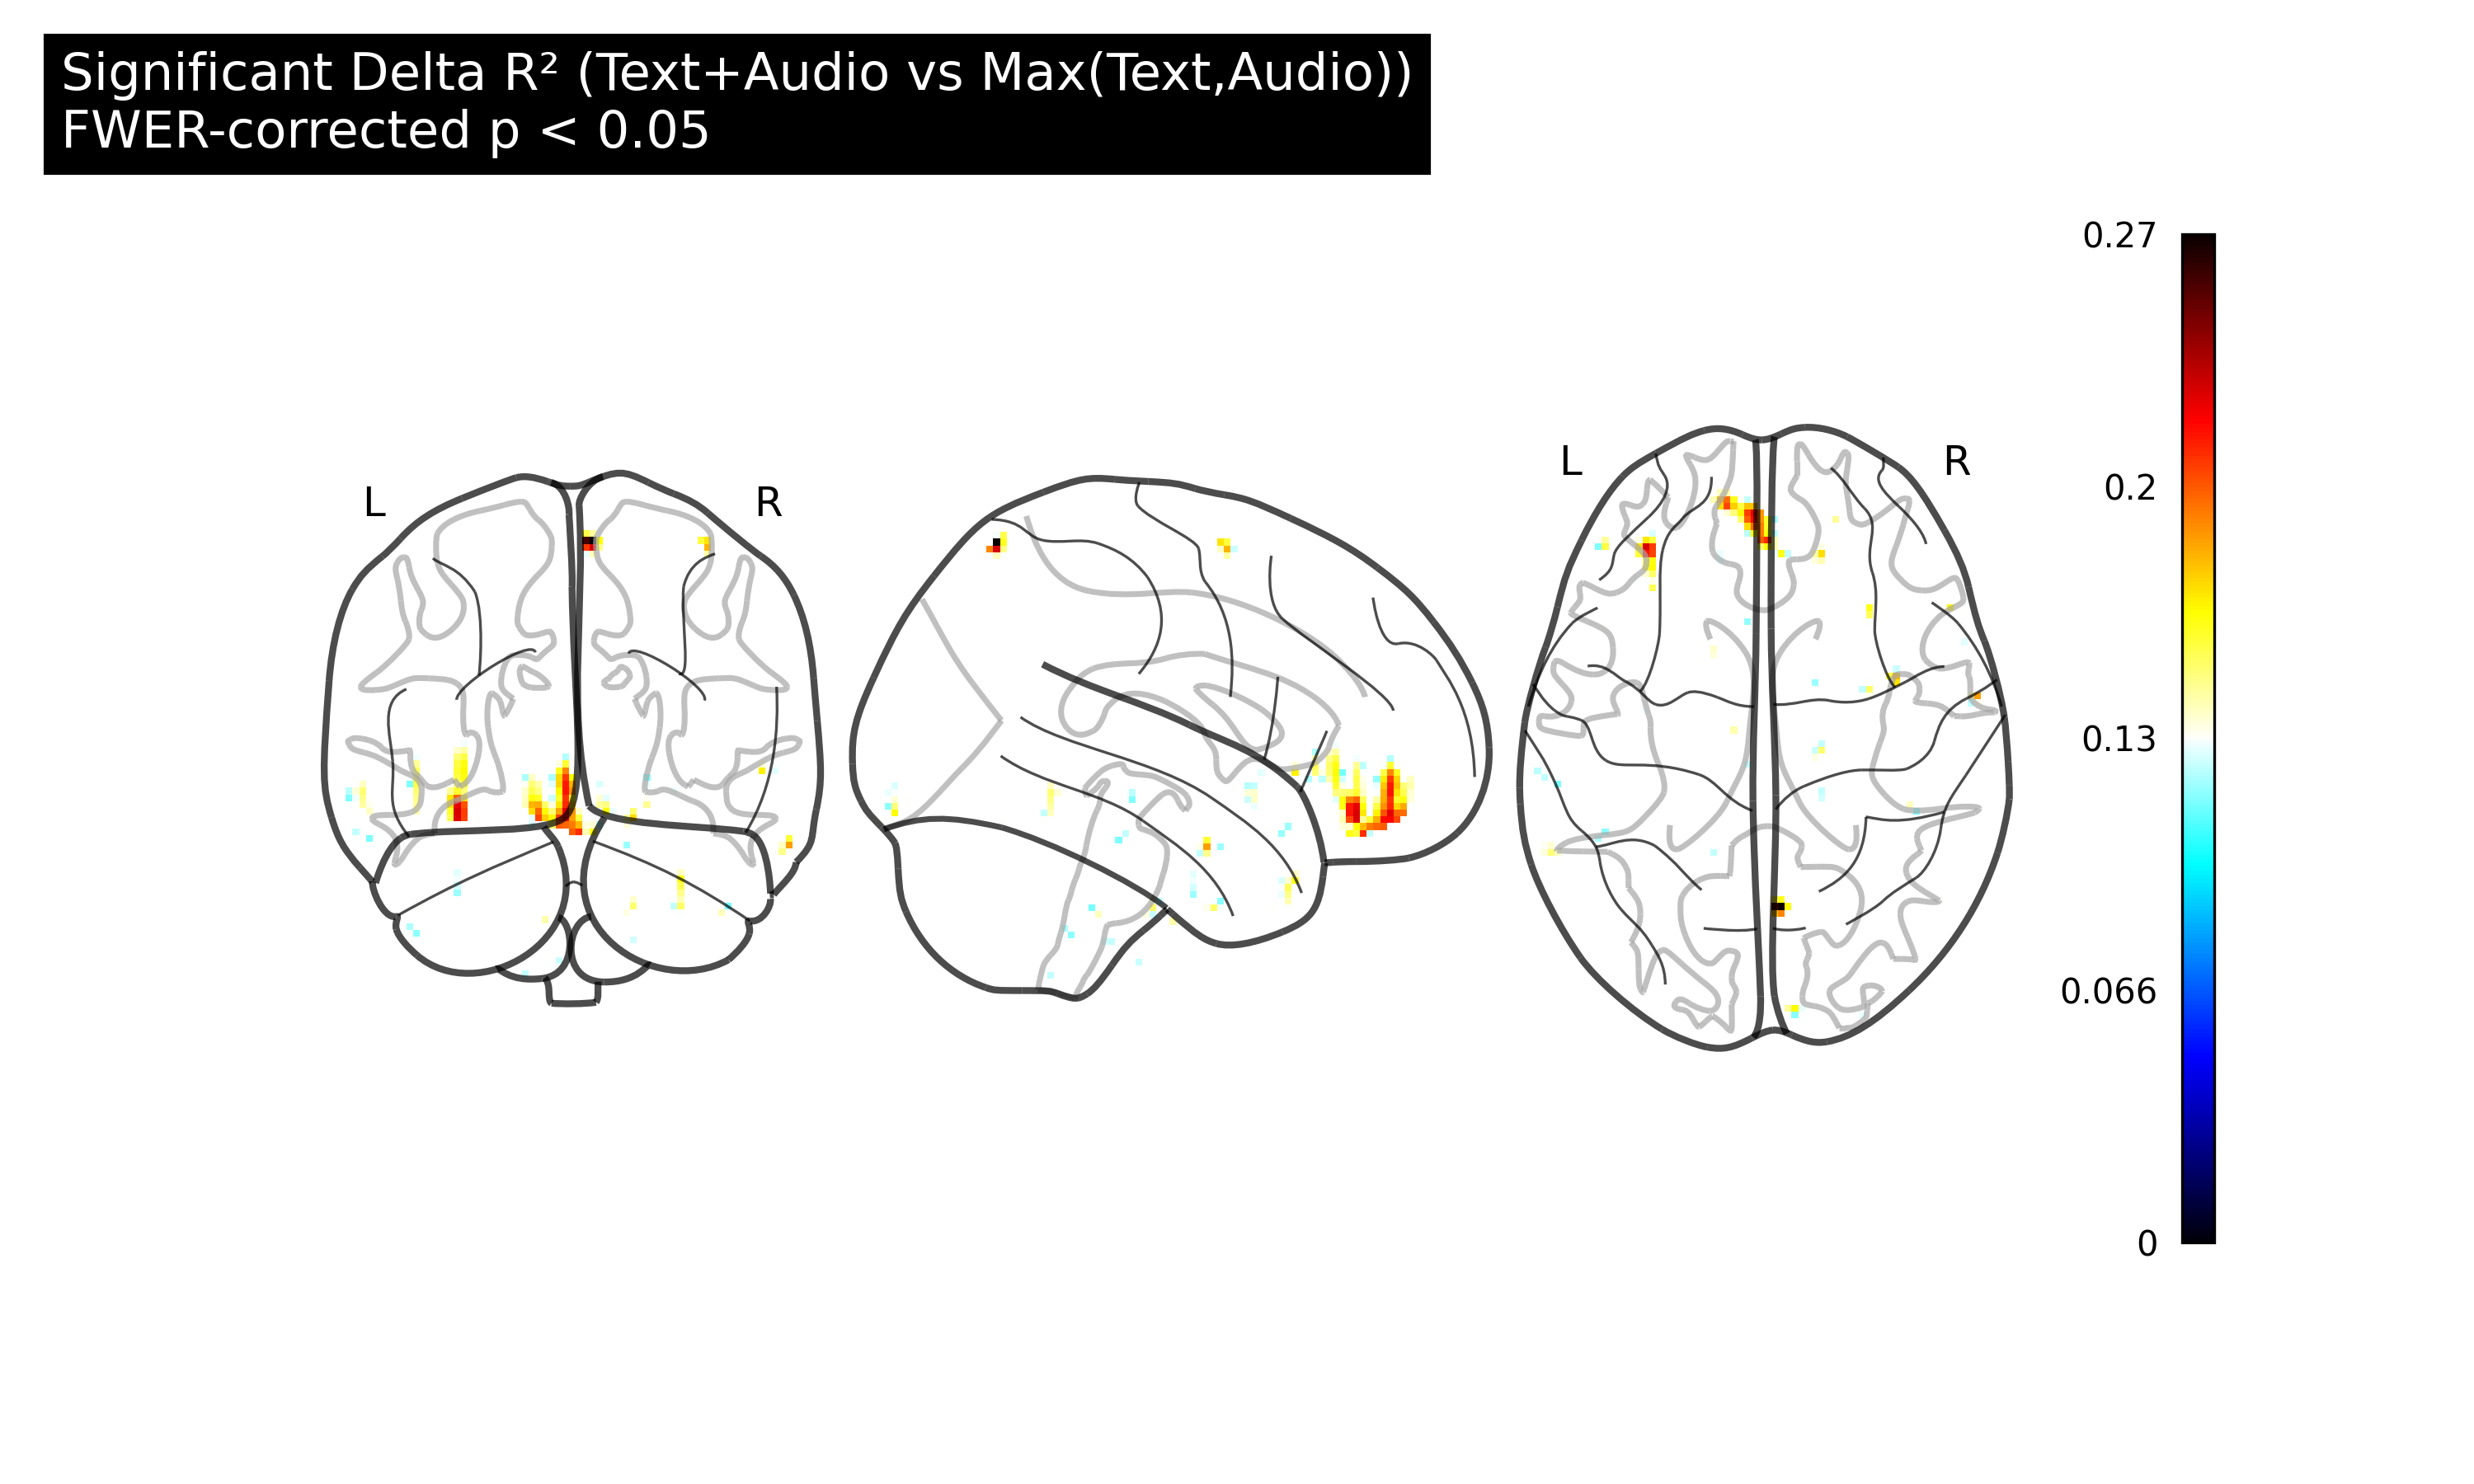 Significant Delta R² (Text+Audio vs Max(Text,Audio))
FWER-corrected p < 0.05
L
R
L
R
0.27
0.2
0.13
0.066
0